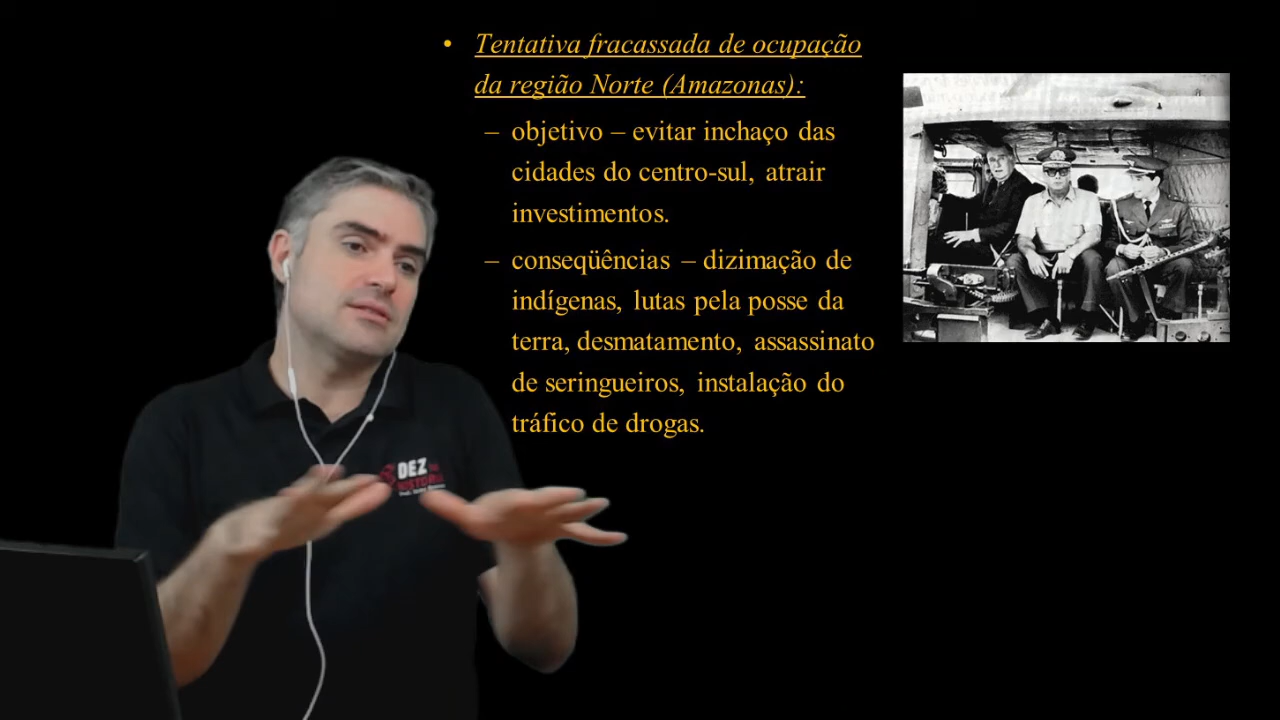 • Tentativa fracassada de ocupação
da região Norte (Amazonas):
– objetivo – evitar inchaço das
cidades do centro-sul, atrair
investimentos.
– conseqüências – dizimação de
indígenas, lutas pela posse da
terra, desmatamento, assassinato
de seringueiros, instalação do
tráfico de drogas.
DEZ